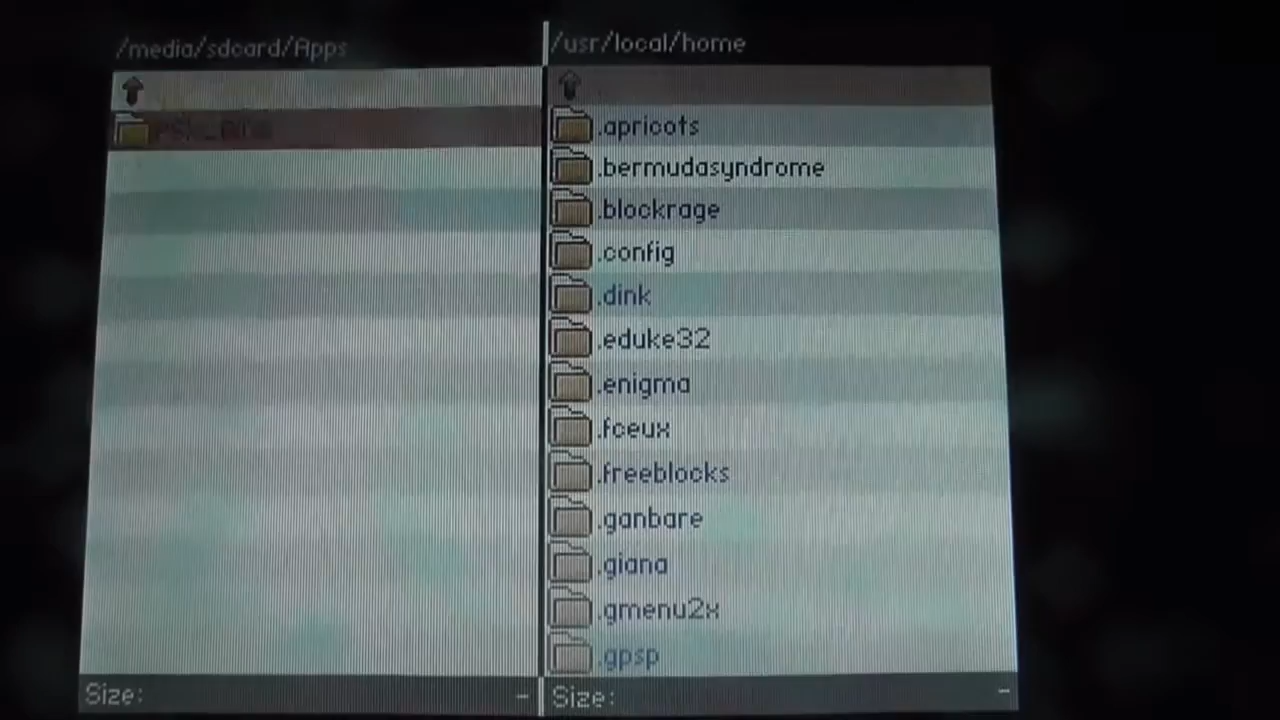 /media/sdcard/Apps
Size:
-
/usr/local/home
.apricots
.bermudasyndrome
.blockrage
.config
.dink
.eduke32
.enigma
.fceux
.freeblocks
.ganbare
.giana
.gmenu2x
.gpsp
Size:
-